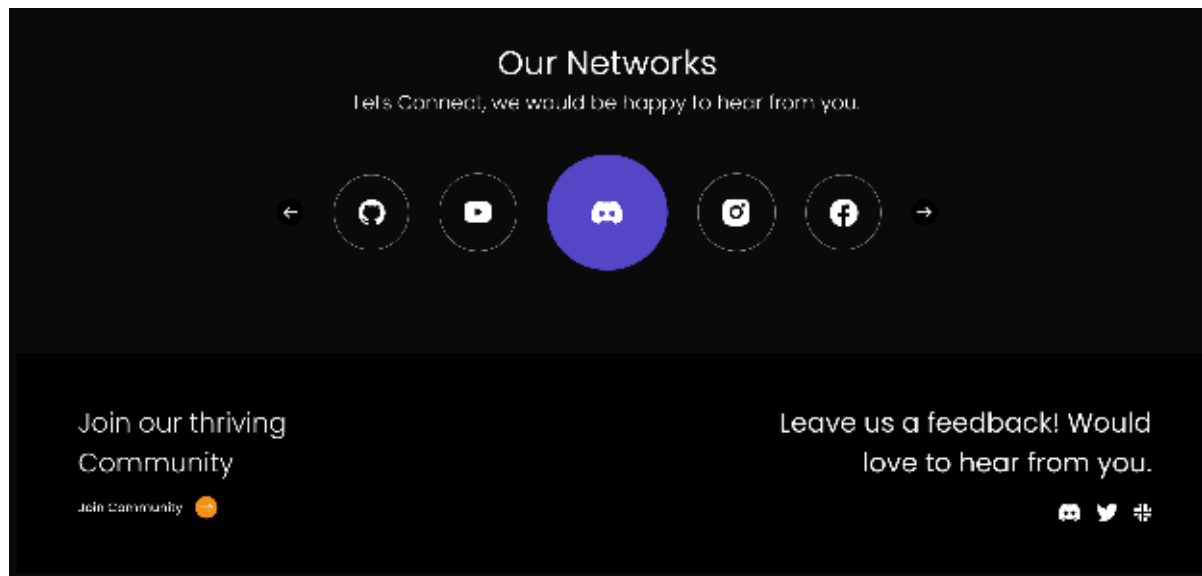 Our Networks
Lets Connect, we would be happy to hear from you.
Join our thriving
Community
Join Community
Leave us a feedback! Would
love to hear from you.